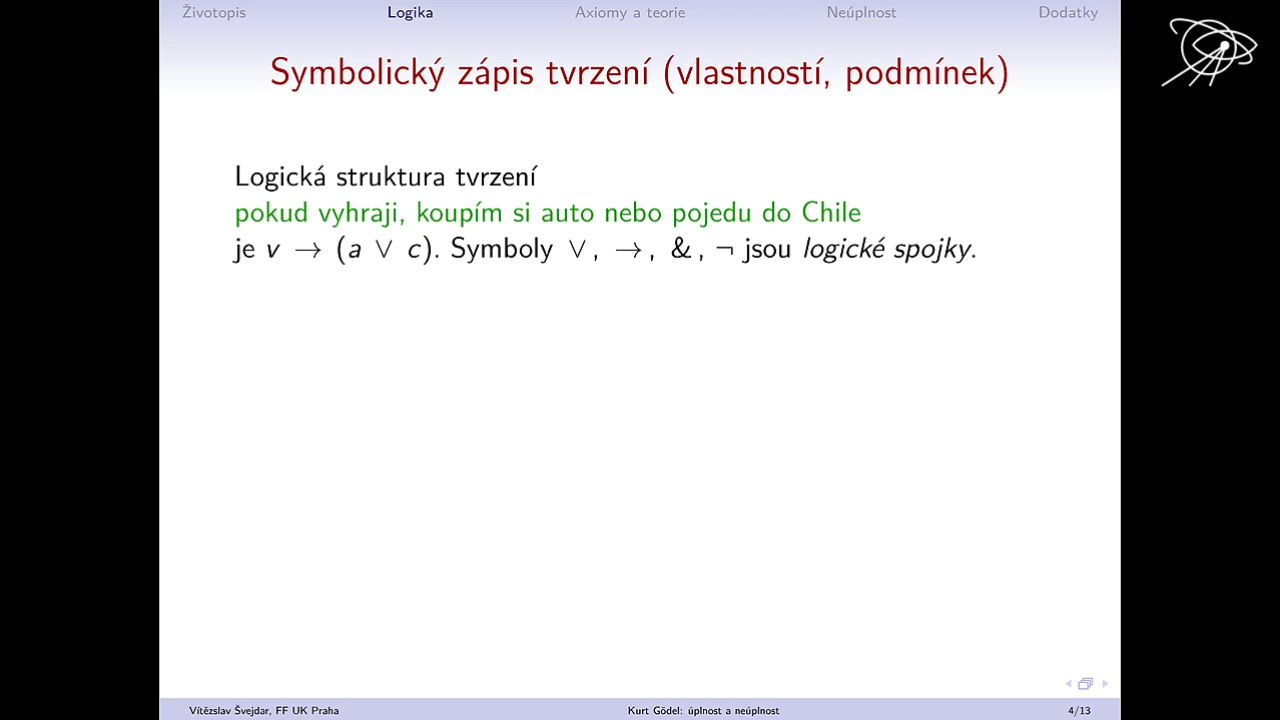 Životopis Logika Axiomy a teorie Neúplnost Dodatky
Symbolický zápis tvrzení (vlastností, podmínek)
Logická struktura tvrzení
pokud vyhraji, koupím si auto nebo pojedu do Chile
je v → (a ∨ c). Symboly ∨, →, &, ¬ jsou logické spojky.
Vítězslav Švejdar, FF UK Praha Kurt Gödel: úplnost a neúplnost 4/13